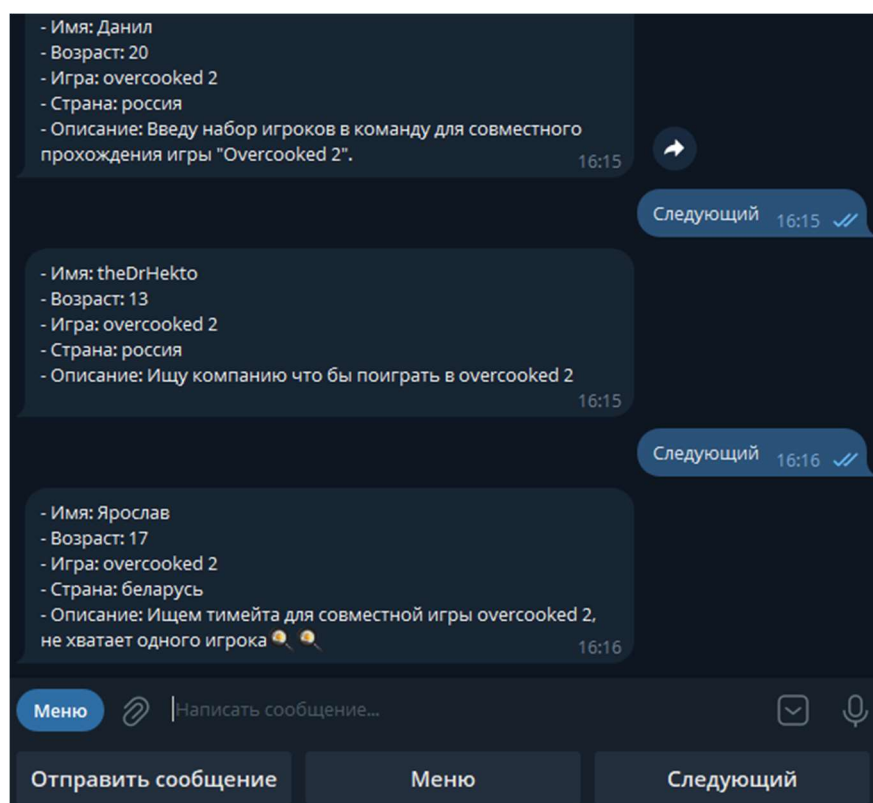 - Имя: Данил
- Возраст: 20
- Игра: overcooked 2
- Страна: россия
- Описание: Введу набор игроков в команду для совместного
прохождения игры "Overcooked 2".
16:15
Следующий 16:15
- Имя: theDrHekto
- Возраст: 13
- Игра: overcooked 2
- Страна: россия
- Описание: Ищу компанию что бы поиграть в overcooked 2
16:15
Следующий 16:16
- Имя: Ярослав
- Возраст: 17
- Игра: overcooked 2
- Страна: беларусь
- Описание: Ищем тимейта для совместной игры overcooked 2,
не хватает одного игрока🍳🍳
16:16
Меню Написать сообщение...
Отправить сообщение Меню Следующий